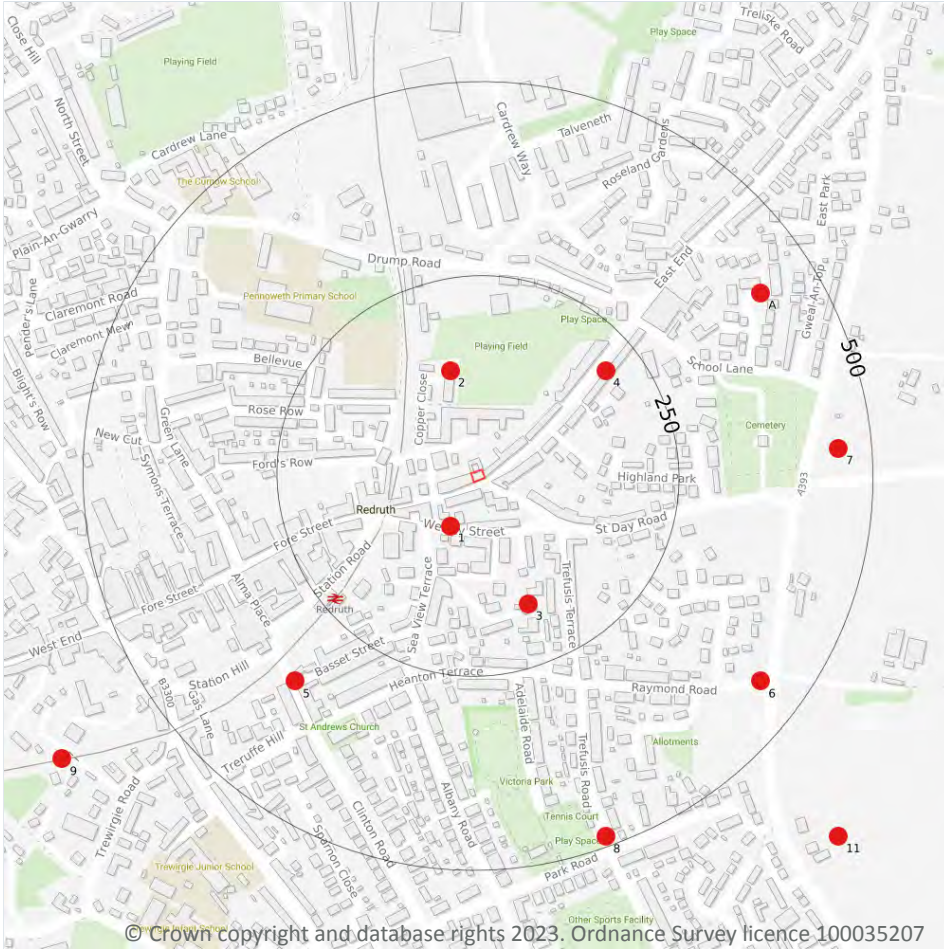 Close Hill
Treliske Road
Play Space
Playing Field
North Street
Cardrew Way
Talveneth
Cardrew Lane
Roseland Gardens
The Curnow School
East Park
Plain-An-Gwarry
Drump Road
East End
Pender's Lane
Claremont Road
Pennoweth Primary School
A
Gwean-An-Top
Play Space
Claremont Mews
Playing Field
500
Bellevue
2
4
School Lane
Blight's Row
Copper Close
Rose Row
250
Green Lane
Cemetery
New Cut
Symons Terrace
Ford's Row
7
Highland Park
A393
Redruth
Fore Street
1
St Day Road
Station Road
Sea View Terrace
Trefusis Terrace
Alma Place
Fore Street
Redruth
3
West End
Basset Street
Station Hill
Heanton Terrace
5
B3300
Raymond Road
6
Gas Lane
Adelaide Road
St Andrews Church
Treruffe Hill
Trefusis Road
Allotments
9
Victoria Park
Trewirgie Road
Albany Road
Clinton Road
Tennis Court
Play Space
8
11
Sparnon Close
Park Road
Trewirgie Junior School
Other Sports Facility
Trewirgie Infant School
© Crown copyright and database rights 2023. Ordnance Survey licence 100035207